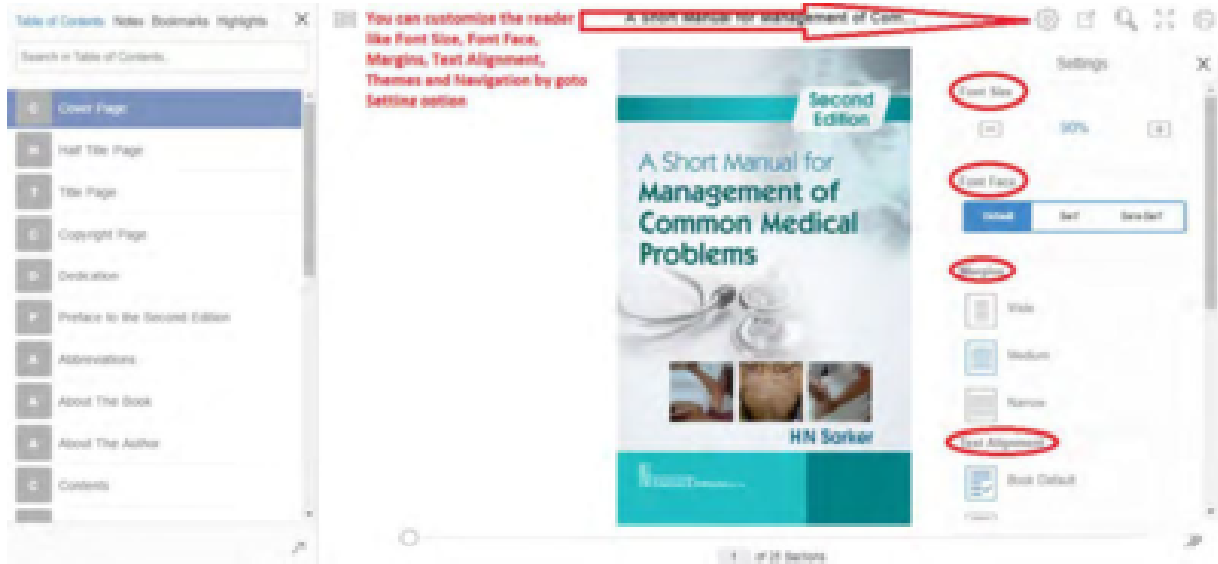 Table of Contents Notes Bookmarks Highlights X
Search in Table of Contents..
C Cover Page
H Half Title Page
T Title Page
C Copyright Page
D Dedication
P Preface to the Second Edition
A Abbreviations
A About The Book
A About The Author
C Contents
You can customize the reader
like Font Size, Font Face,
Margins, Text Alignment,
Themes and Navigation by goto
Setting option
A Short Manual for Management of Com...
Second
Edition
A Short Manual for
Management of
Common Medical
Problems
HN Sarker
1 of 25 Sections
Settings X
Font Size
90%
Font Face
Default Serif Sans-Serif
Margins
Wide
Medium
Narrow
Text Alignment
Book Default